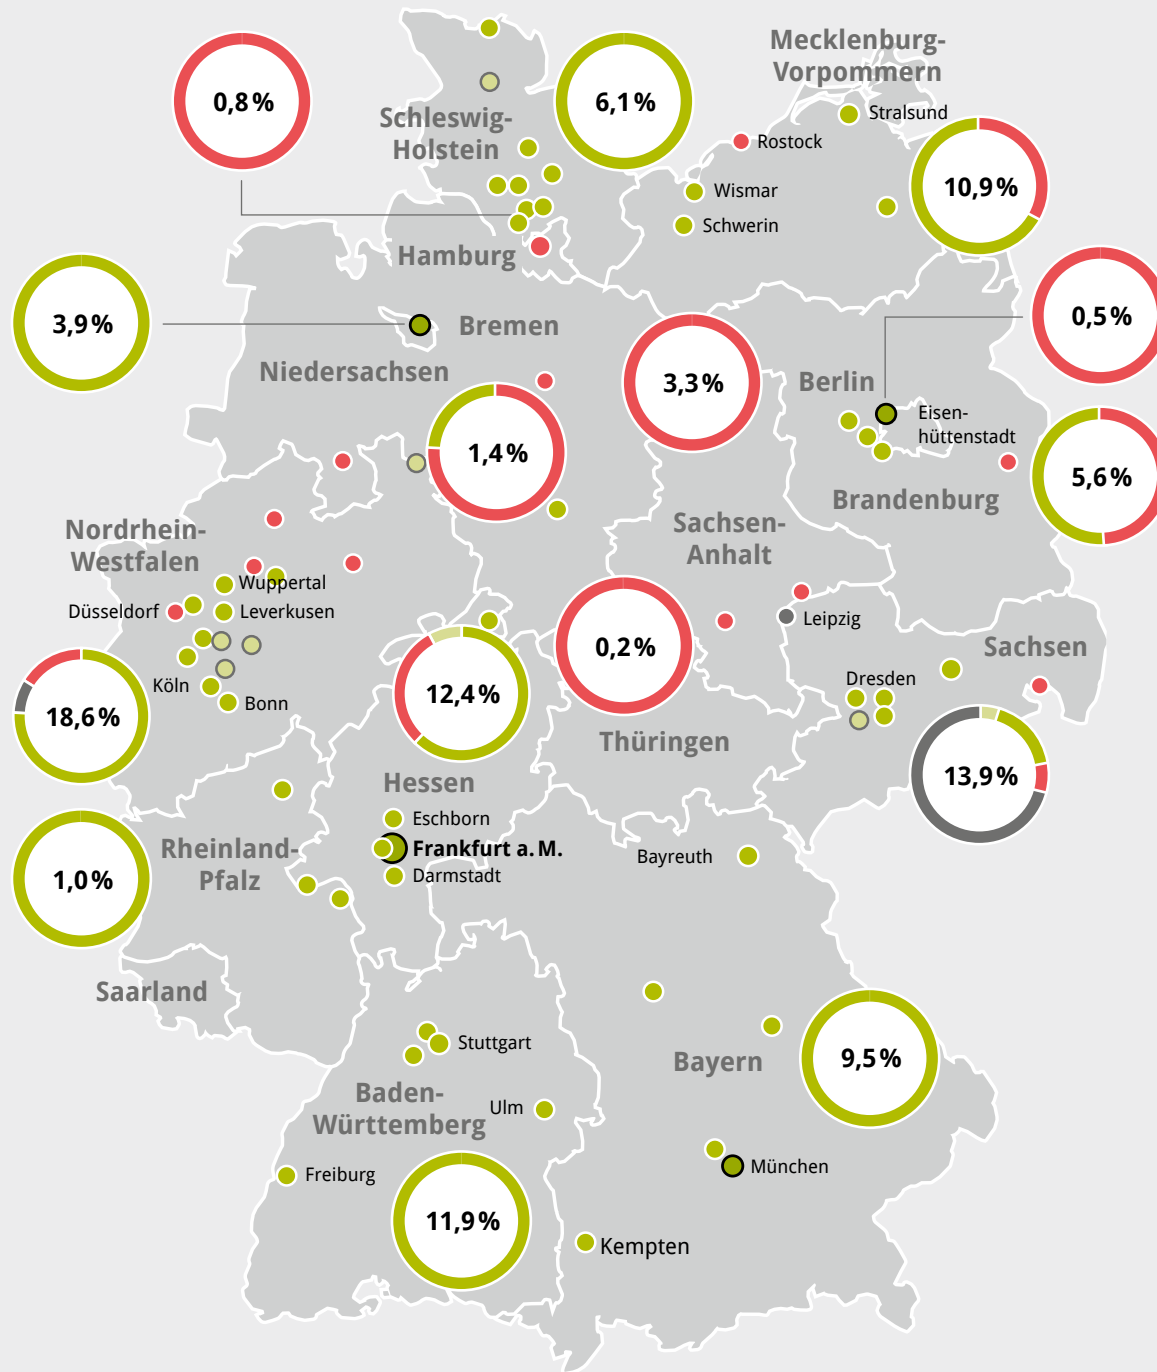 Mecklenburg-
Vorpommern
0,8 %
6,1 %
Stralsund
Schleswig-
Holstein
Rostock
10,9 %
Wismar
Schwerin
Hamburg
3,9 %
Bremen
0,5 %
Niedersachsen
3,3 %
Berlin
Eisen-
hüttenstadt
1,4 %
5,6 %
Brandenburg
Nordrhein-
Westfalen
Sachsen-
Anhalt
Wuppertal
Düsseldorf
Leverkusen
Leipzig
0,2 %
Sachsen
Köln
Bonn
Dresden
18,6 %
12,4 %
Thüringen
13,9 %
Hessen
Eschborn
Rheinland-
Pfalz
Frankfurt a. M.
Bayreuth
1,0 %
Darmstadt
Saarland
Stuttgart
Bayern
9,5 %
Baden-
Württemberg
Ulm
München
Freiburg
11,9 %
Kempten